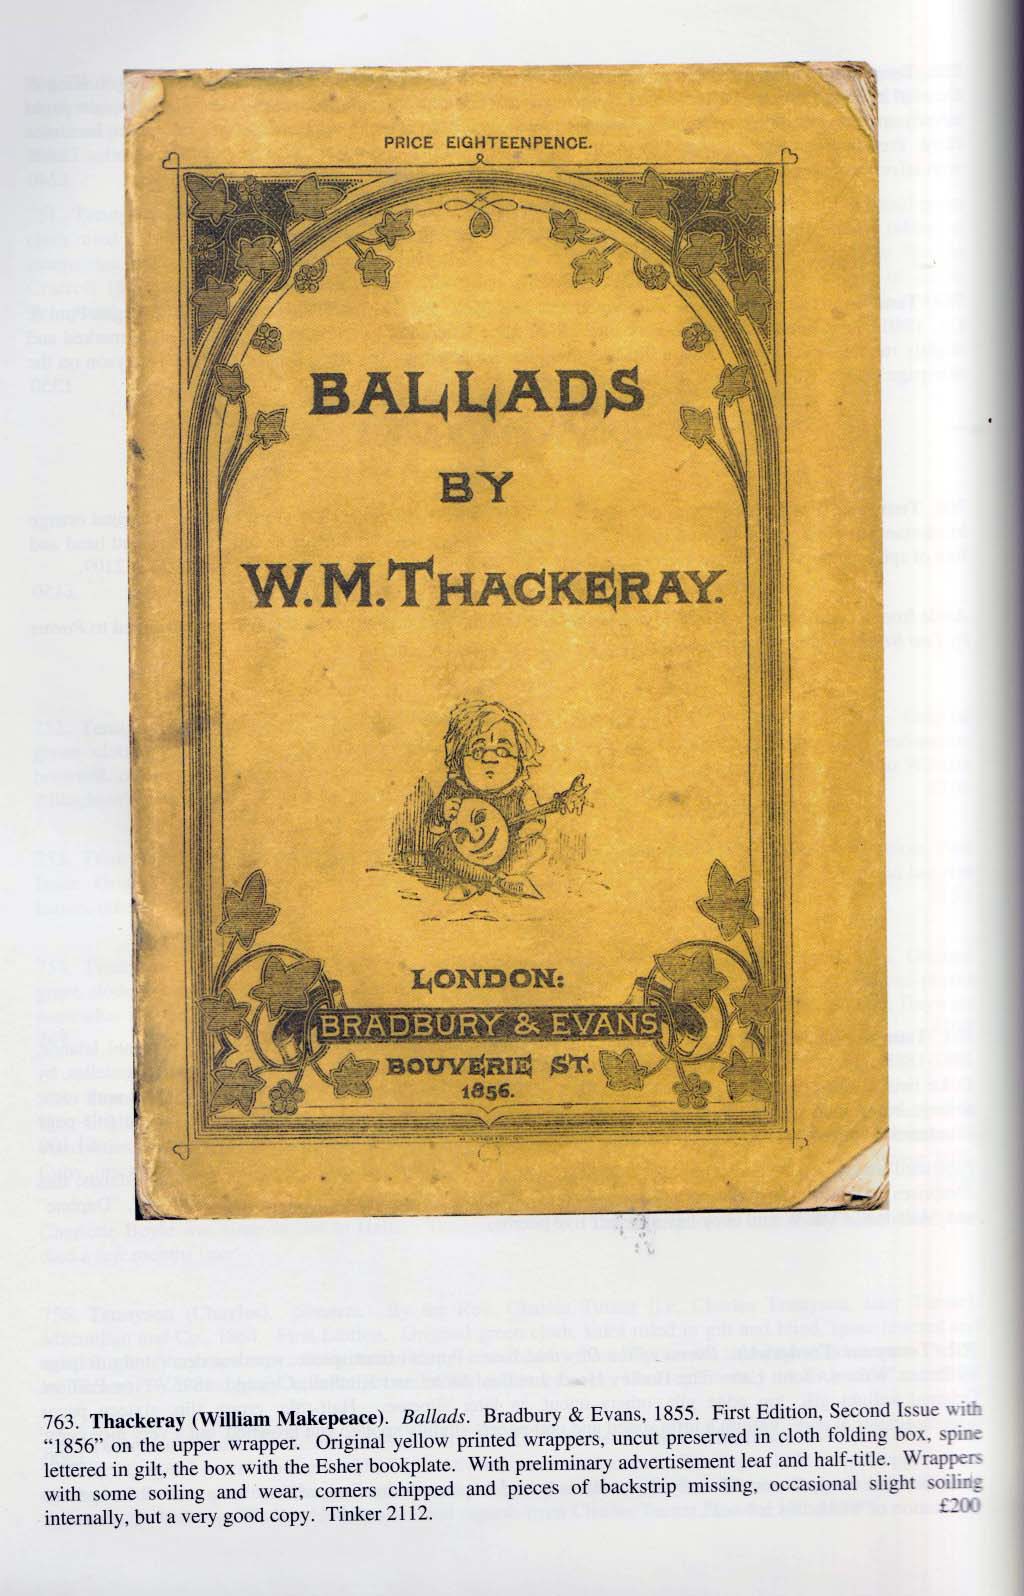 PRICE EIGHTEENPENCE.
BALLADS
BY
W. M. THACKERAY.
LONDON:
BRADBURY & EVANS
BOUVERIE ST.
1856.
763. Thackeray (William Makepeace). Ballads. Bradbury & Evans, 1855. First Edition, Second Issue with
“1856” on the upper wrapper. Original yellow printed wrappers, uncut preserved in cloth folding box, spine
lettered in gilt, the box with the Esher bookplate. With preliminary advertisement leaf and half-title. Wrappers
with some soiling and wear, corners chipped and pieces of backstrip missing, occasional slight soiling
internally, but a very good copy. Tinker 2112. £200